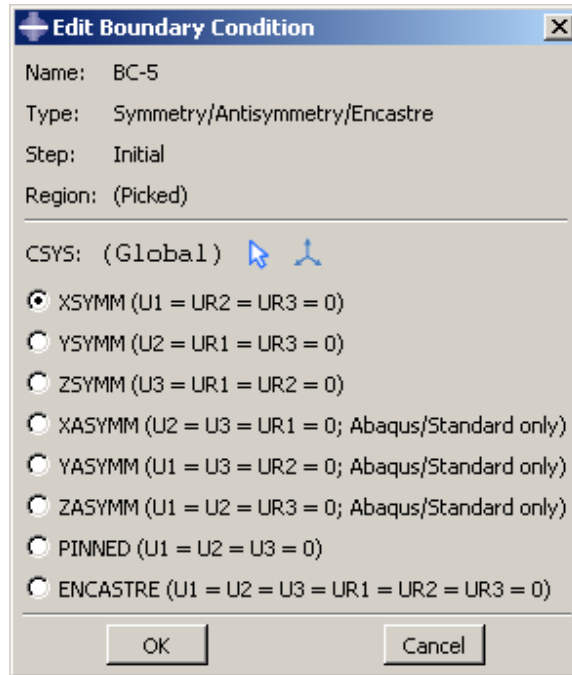 Edit Boundary Condition
Name: BC-5
Type: Symmetry/Antisymmetry/Encastre
Step: Initial
Region: (Picked)
CSYS: (Global)
XSYMM (U1 = UR2 = UR3 = 0)
YSYMM (U2 = UR1 = UR3 = 0)
ZSYMM (U3 = UR1 = UR2 = 0)
XASYMM (U2 = U3 = UR1 = 0; Abaqus/Standard only)
YASYMM (U1 = U3 = UR2 = 0; Abaqus/Standard only)
ZASYMM (U1 = U2 = UR3 = 0; Abaqus/Standard only)
PINNED (U1 = U2 = U3 = 0)
ENCASTRE (U1 = U2 = U3 = UR1 = UR2 = UR3 = 0)
OK Cancel